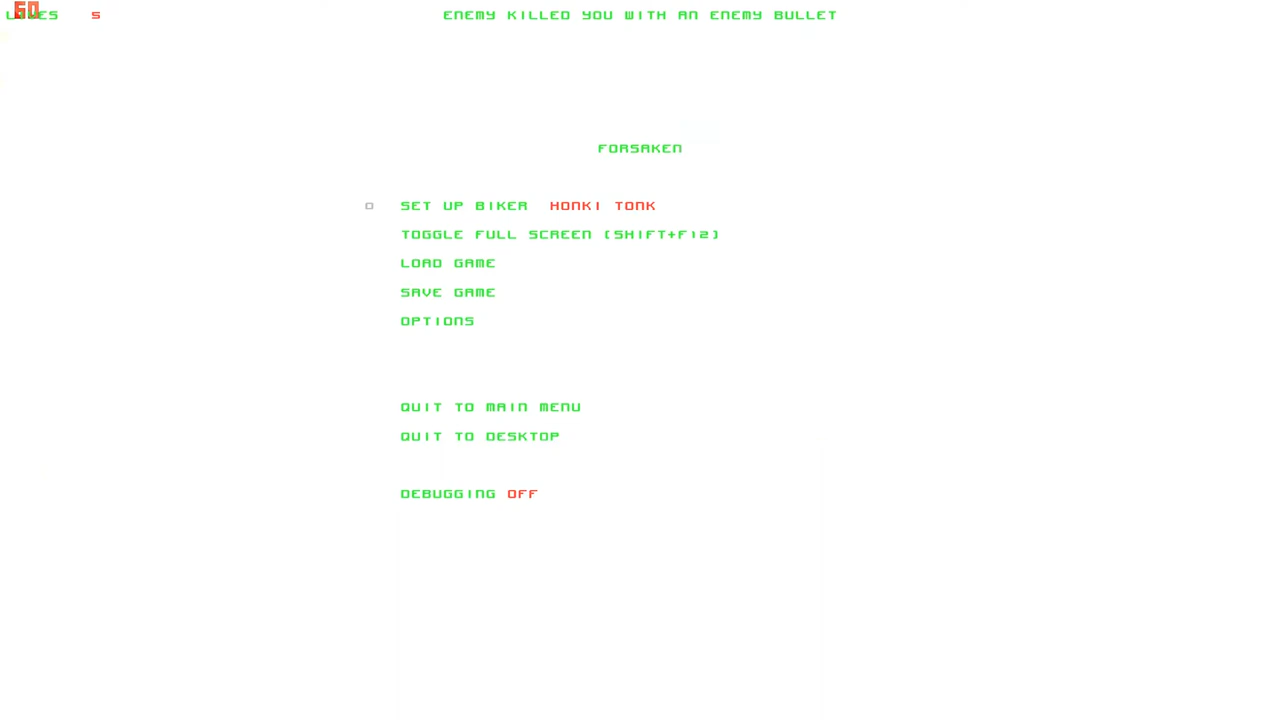 60
LIVES 5
ENEMY KILLED YOU WITH AN ENEMY BULLET
FORSAKEN
SET UP BIKER HONKI TONK
TOGGLE FULL SCREEN (SHIFT+F12)
LOAD GAME
SAVE GAME
OPTIONS
QUIT TO MAIN MENU
QUIT TO DESKTOP
DEBUGGING OFF